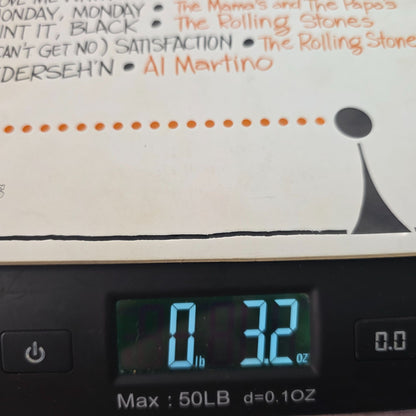 MONDAY, MONDAY • The Mama's and The Papa's
INT IT, BLACK • The Rolling Stones
CAN'T GET NO) SATISFACTION • The Rolling Stone
DERSEH'N • Al Martino
0 lb 3.2 oz
0.0
Max : 50LB d=0.1OZ